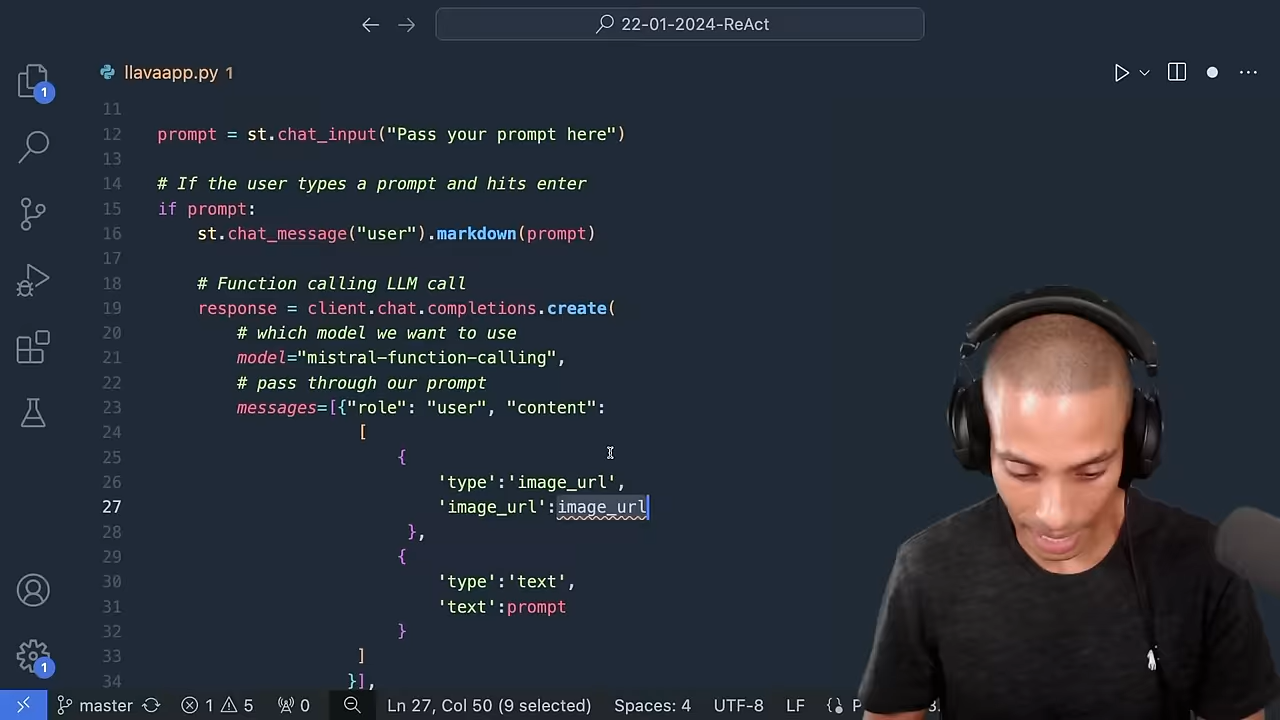 22-01-2024-ReAct
llavaapp.py 1
1
11
12 prompt = st.chat_input("Pass your prompt here")
13
14 # If the user types a prompt and hits enter
15 if prompt:
16 st.chat_message("user").markdown(prompt)
17
18 # Function calling LLM call
19 response = client.chat.completions.create(
20 # which model we want to use
21 model="mistral-function-calling",
22 # pass through our prompt
23 messages=[{"role": "user", "content":
24 [
25 {
26 'type':'image_url',
27 'image_url':image_url
28 },
29 {
30 'type':'text',
31 'text':prompt
32 }
33 ]
34 }],
1
master 1 5 0 Ln 27, Col 50 (9 selected) Spaces: 4 UTF-8 LF {}